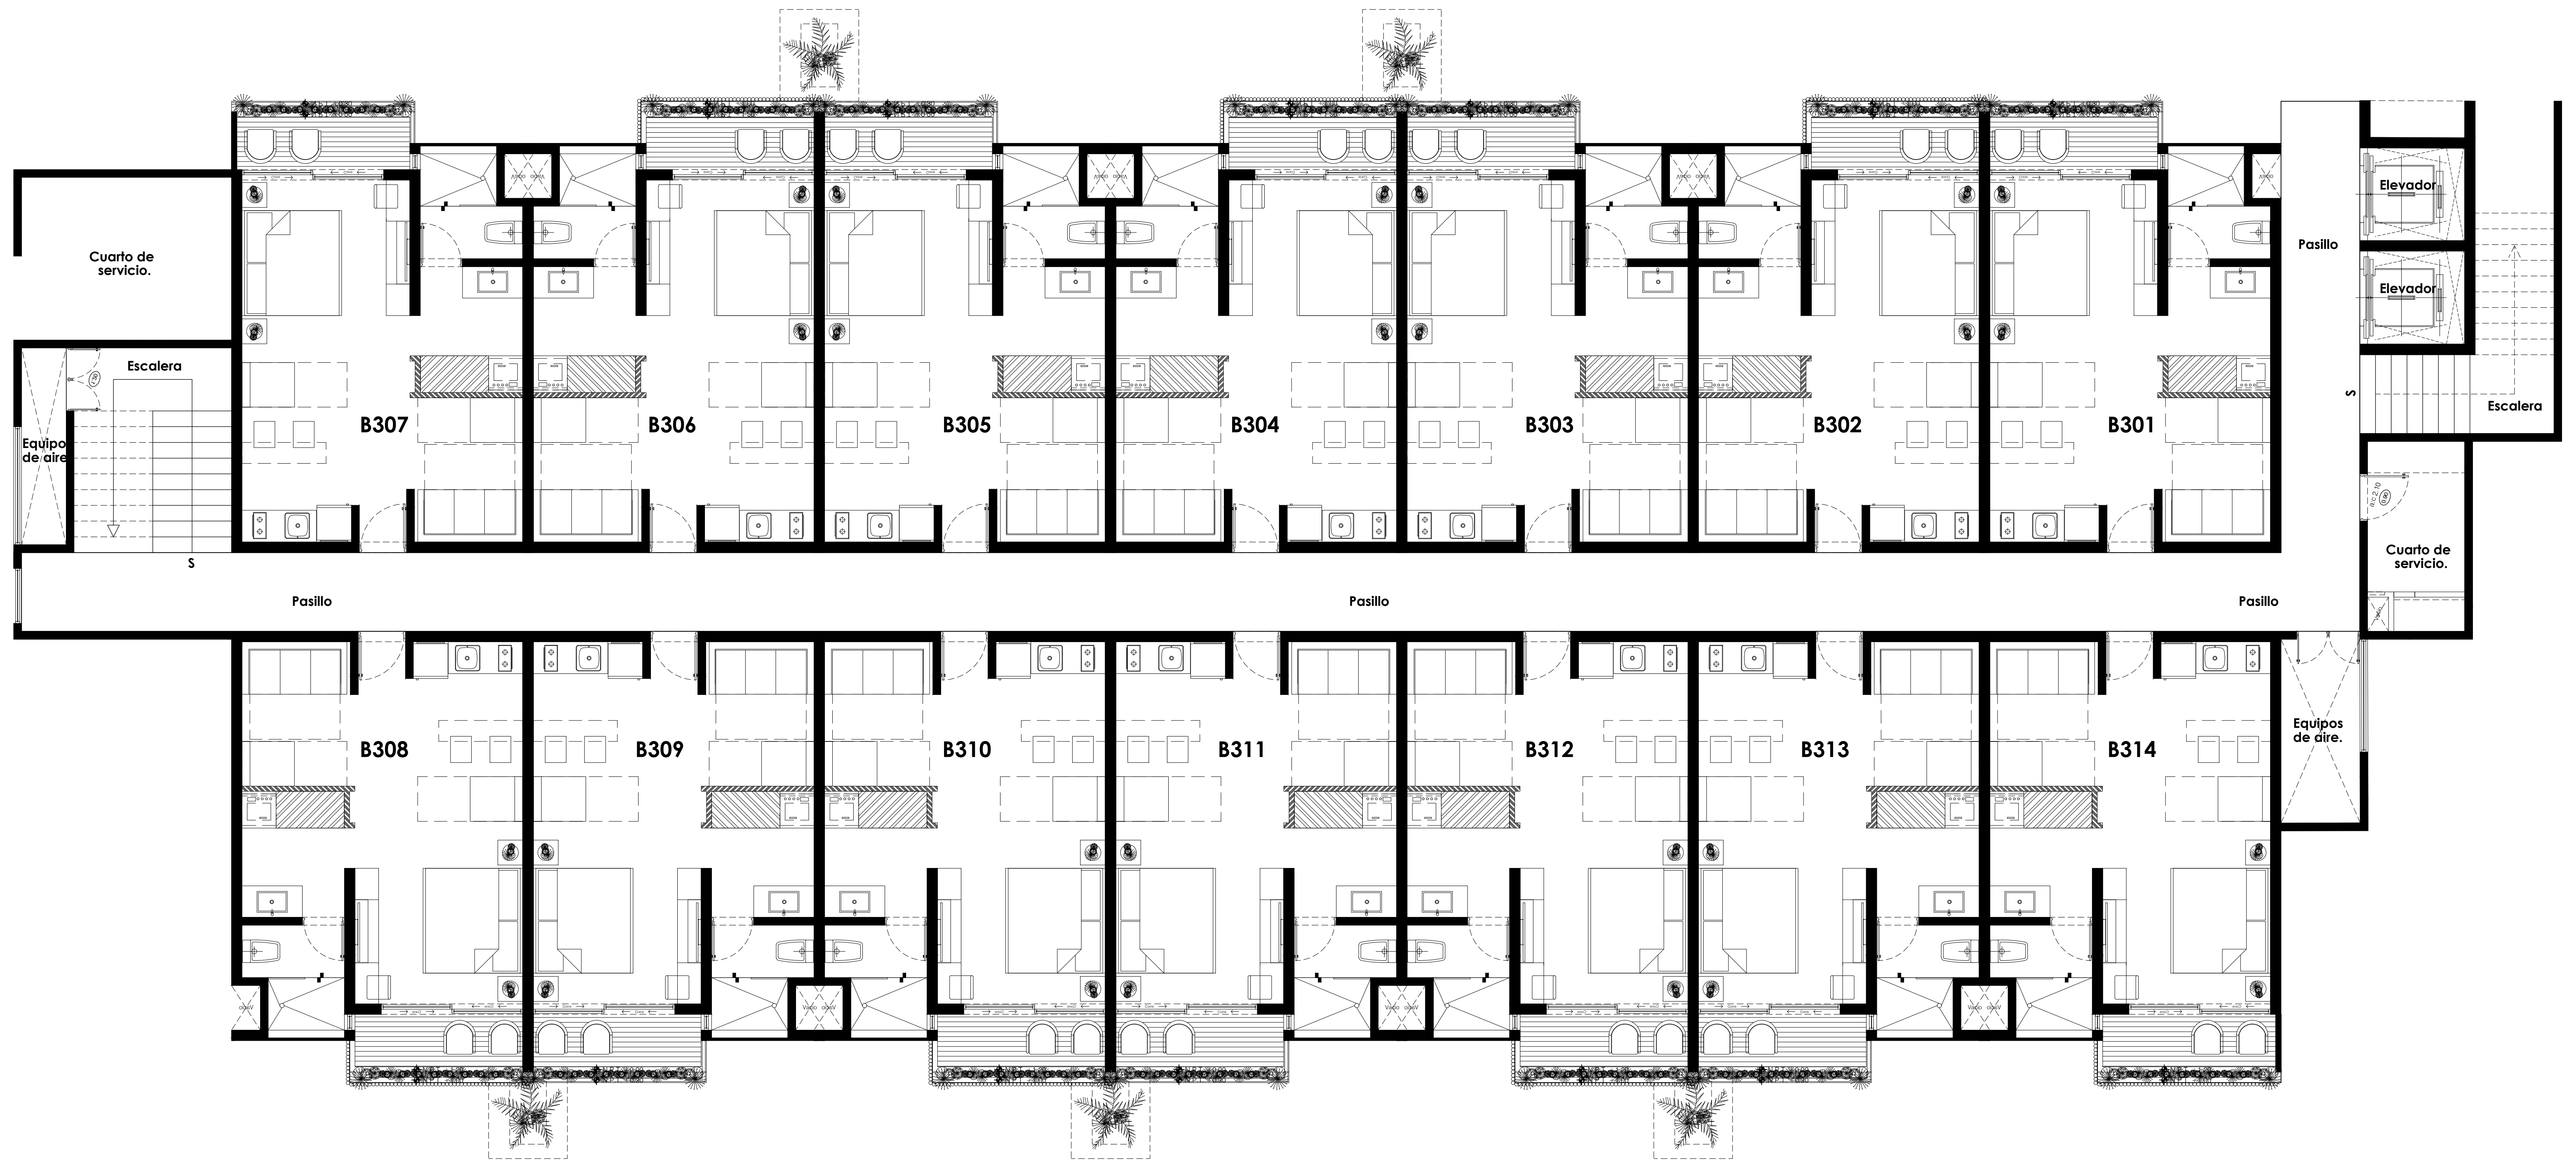 Elevador
Pasillo
Cuarto de
servicio.
Elevador
Escalera
S
Escalera
B307
B306
B305
B304
B303
B302
B301
Equipo
de aire
Cuarto de
servicio.
S
Pasillo
Pasillo
Pasillo
Equipos
de aire.
B308
B309
B310
B311
B312
B313
B314